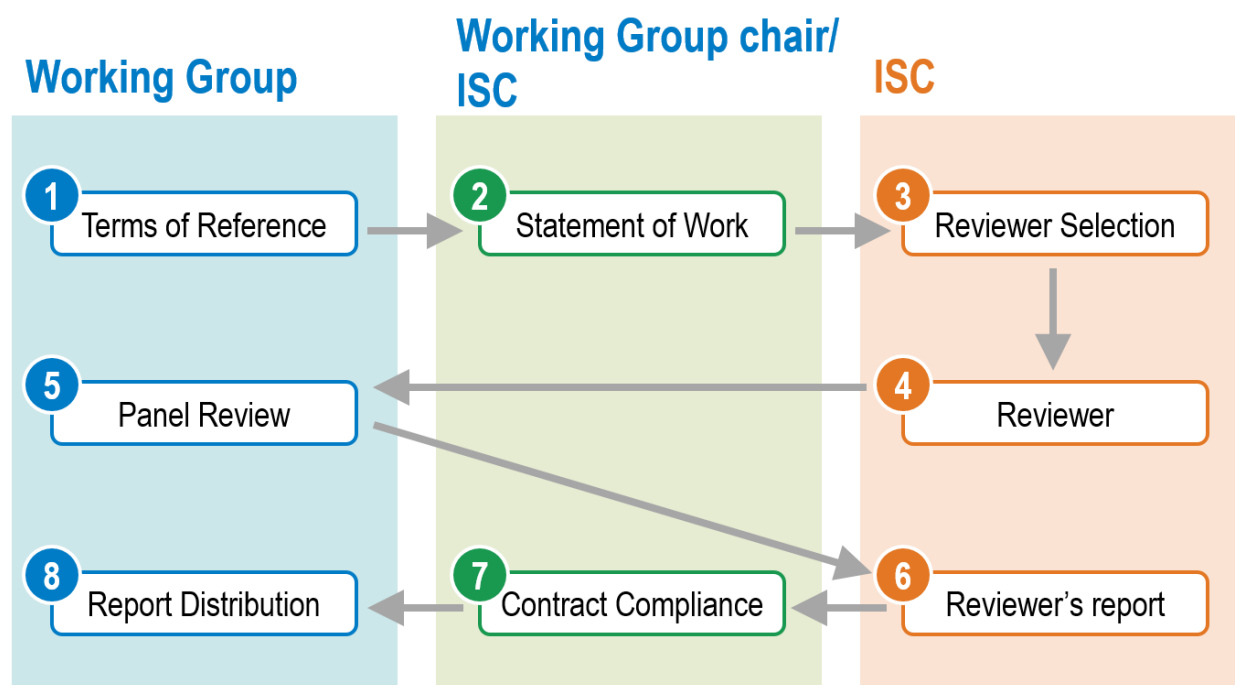 Working Group
Working Group chair/
ISC
ISC
1
Terms of Reference
2
Statement of Work
3
Reviewer Selection
5
Panel Review
4
Reviewer
8
Report Distribution
7
Contract Compliance
6
Reviewer’s report